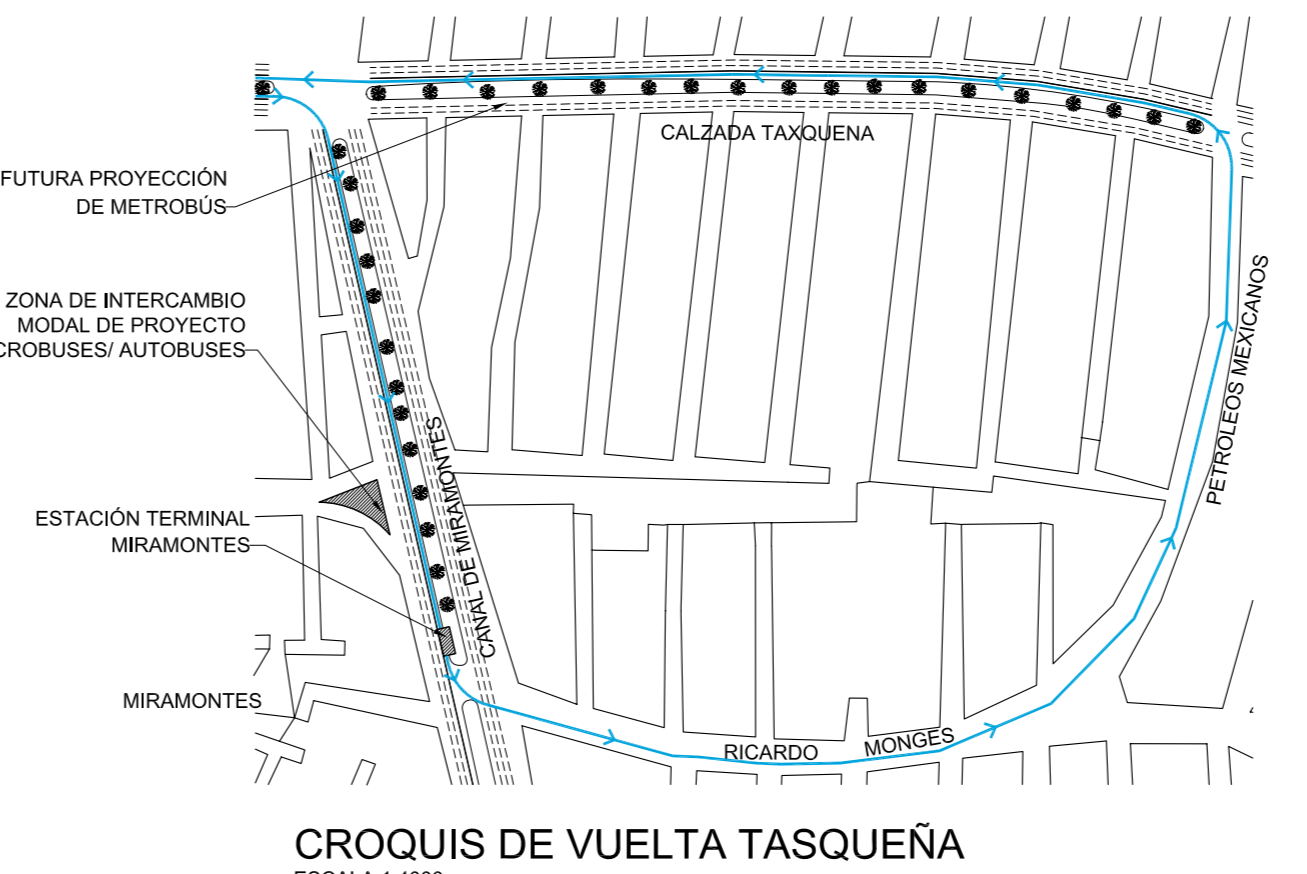 CALZADA TAXQUENA
FUTURA PROYECCIÓN
DE METROBÚS
ZONA DE INTERCAMBIO
MODAL DE PROYECTO
CROBUSES/ AUTOBUSES
PETROLEOS MEXICANOS
CANAL DE MIRAMONTES
ESTACIÓN TERMINAL
MIRAMONTES
MIRAMONTES
RICARDO MONGES
CROQUIS DE VUELTA TASQUEÑA